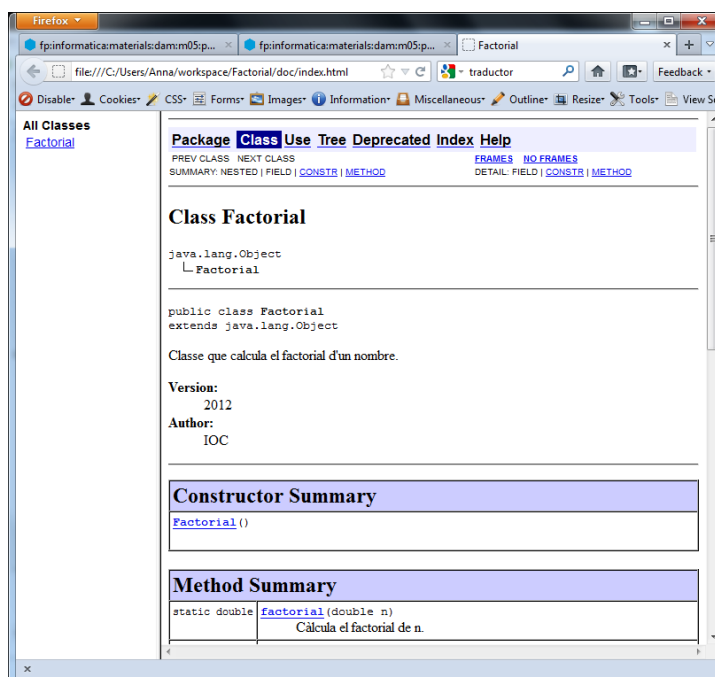 Firefox
fp:informatica:materials:dam:m05:p... ×
fp:informatica:materials:dam:m05:p... ×
Factorial ×
file:///C:/Users/Anna/workspace/Factorial/doc/index.html
traductor
Feedback
Disable Cookies CSS Forms Images Information Miscellaneous Outline Resize Tools View S
All Classes
Factorial
Package Class Use Tree Deprecated Index Help
PREV CLASS NEXT CLASS FRAMES NO FRAMES
SUMMARY: NESTED | FIELD | CONSTR | METHOD DETAIL: FIELD | CONSTR | METHOD
Class Factorial
java.lang.Object
Factorial
public class Factorial
extends java.lang.Object
Classe que calcula el factorial d'un nombre.
Version:
2012
Author:
IOC
Constructor Summary
Factorial()
Method Summary
static double factorial(double n)
Càlcula el factorial de n.
×